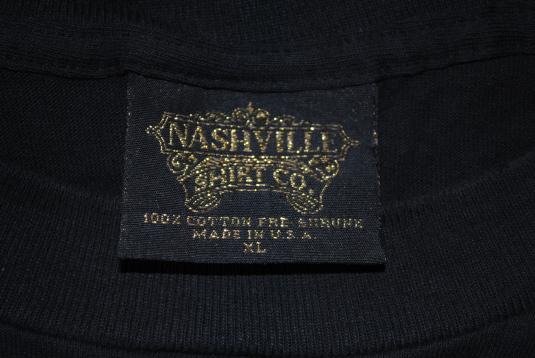 NASHVILLE
SHIRT CO.
100% COTTON PRE SHRUNK
MADE IN U.S.A.
XL